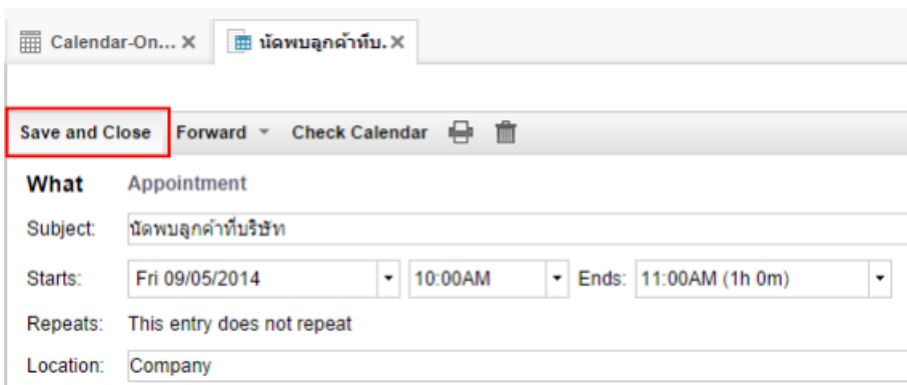 Calendar-On... นัดพบลูกค้าที่บ.
Save and Close Forward Check Calendar
What Appointment
Subject: นัดพบลูกค้าที่บริษัท
Starts: Fri 09/05/2014 10:00AM Ends: 11:00AM (1h 0m)
Repeats: This entry does not repeat
Location: Company